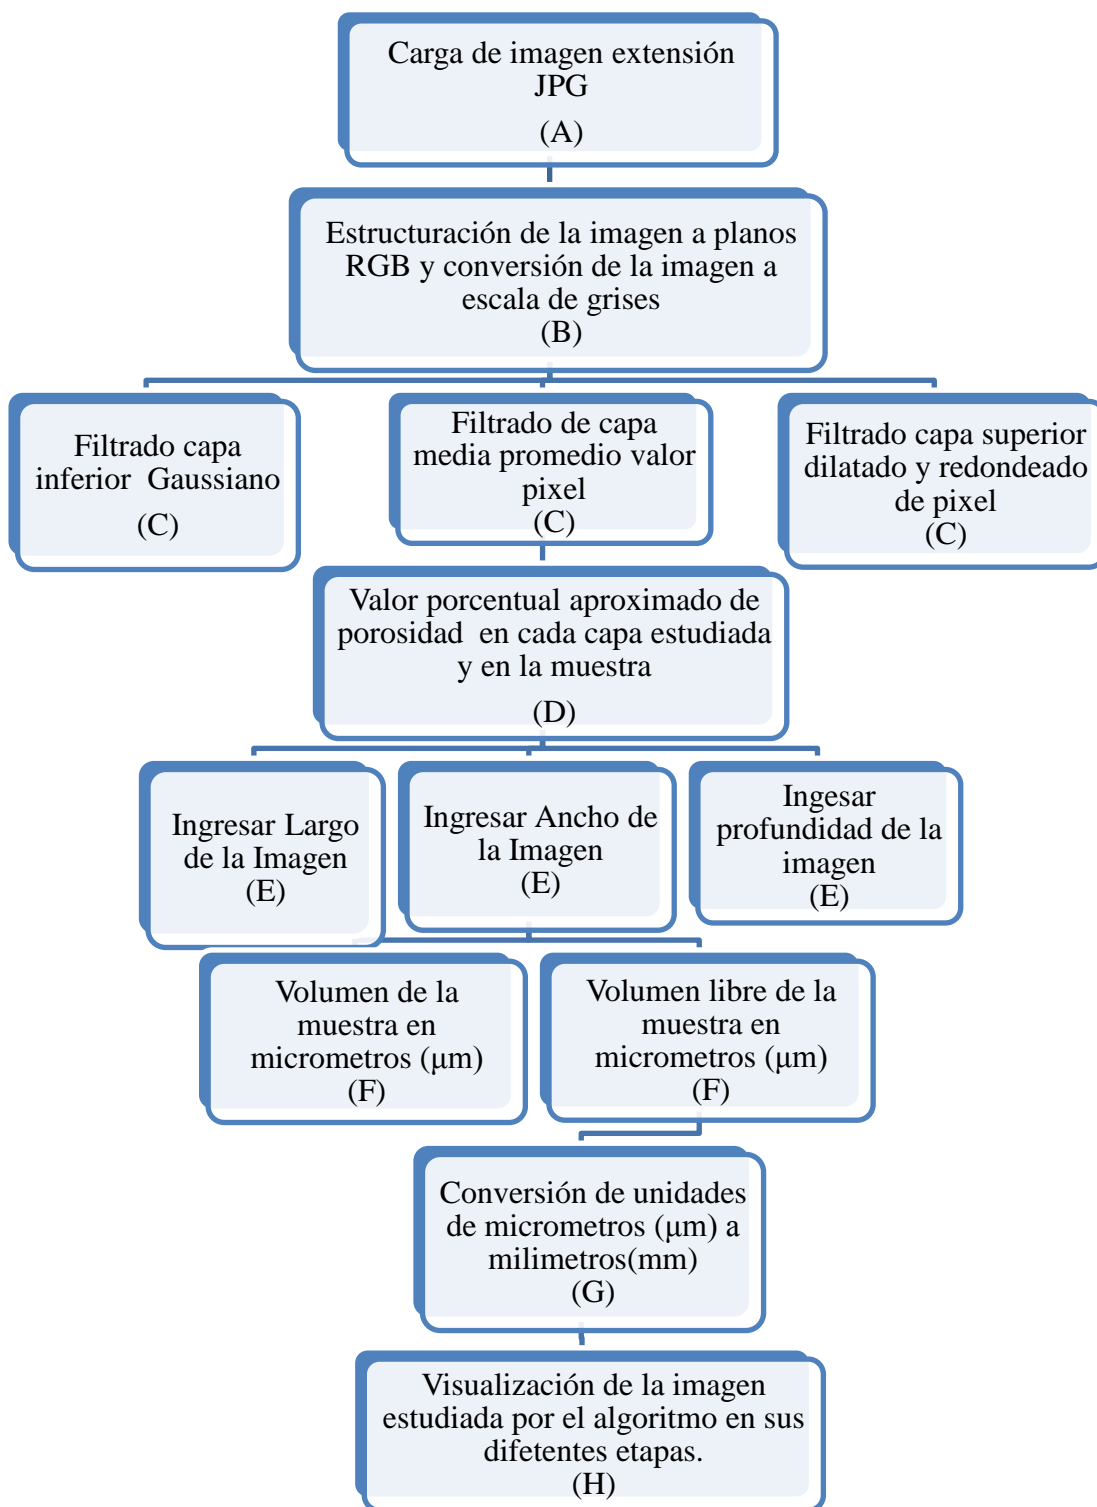 Carga de imagen extensión
JPG
(A)
Estructuración de la imagen a planos
RGB y conversión de la imagen a
escala de grises
(B)
Filtrado capa
inferior Gaussiano
(C)
Filtrado de capa
media promedio valor
pixel
(C)
Filtrado capa superior
dilatado y redondeado
de pixel
(C)
Valor porcentual aproximado de
porosidad en cada capa estudiada
y en la muestra
(D)
Ingresar Largo
de la Imagen
(E)
Ingresar Ancho de
la Imagen
(E)
Ingesar
profundidad de la
imagen
(E)
Volumen de la
muestra en
micrometros (μm)
(F)
Volumen libre de la
muestra en
micrometros (μm)
(F)
Conversión de unidades
de micrometros (μm) a
milimetros(mm)
(G)
Visualización de la imagen
estudiada por el algoritmo en sus
difetentes etapas.
(H)